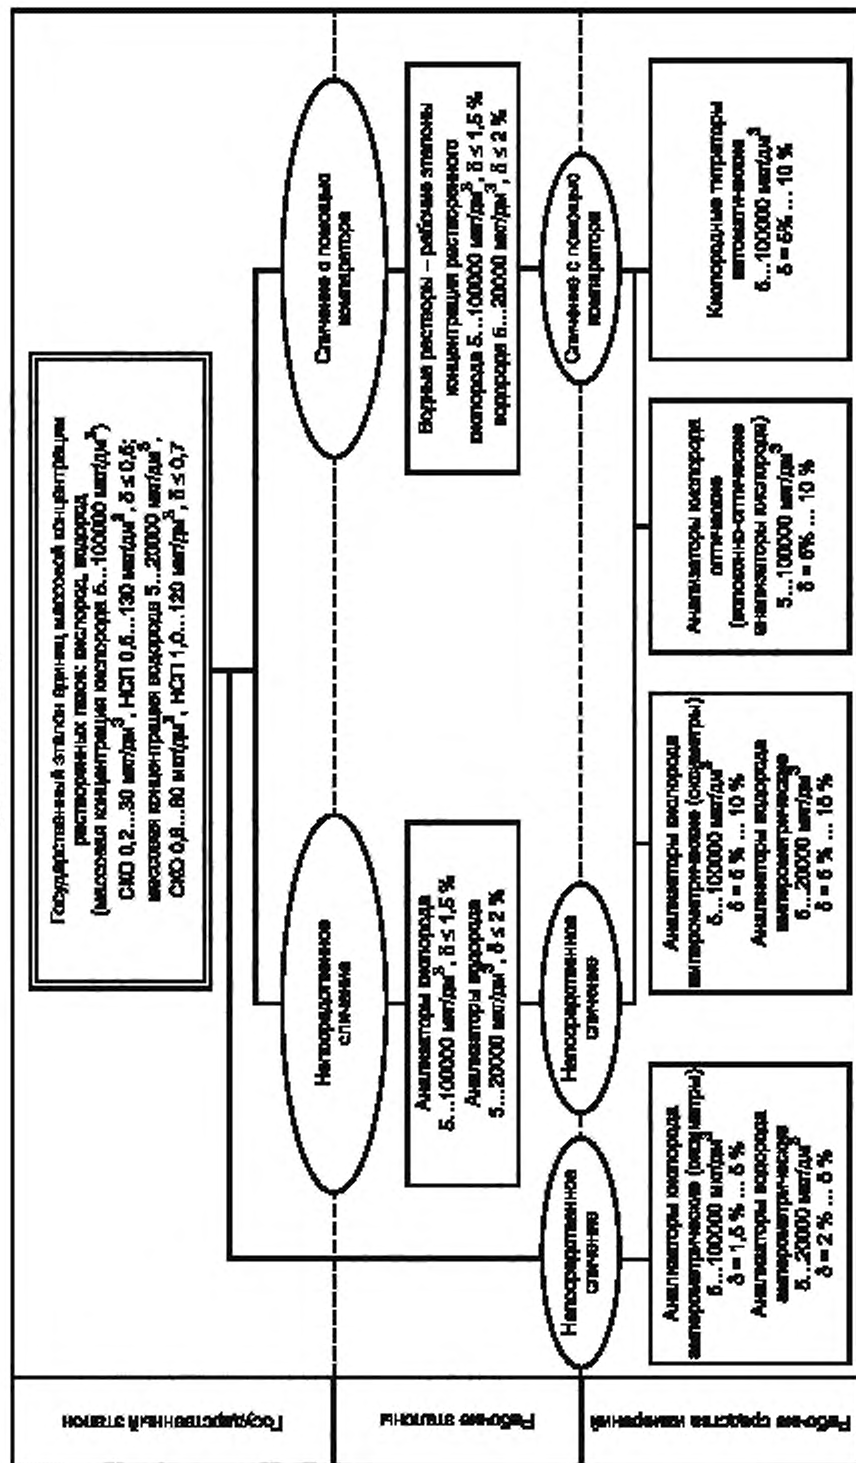 Государственный эталон
Государственный эталон единиц массовой концентрации
растворенных газов: кислород, водород
(массовая концентрация кислорода 5...100000 мкг/дм³)
СКО 0,2...30 мкг/дм³, НСП 0,5...130 мкг/дм³, δ ≤ 0,5;
массовая концентрация водорода 5...20000 мкг/дм³,
СКО 0,8...80 мкг/дм³, НСП 1,0...120 мкг/дм³, δ ≤ 0,7
Рабочие эталоны
Непосредственное
сличение
Сличение с помощью
компаратора
Анализаторы кислорода
5...100000 мкг/дм³, δ ≤ 1,5 %
Анализаторы водорода
5...20000 мкг/дм³, δ ≤ 2 %
Водные растворы – рабочие эталоны
концентрации растворенного
кислорода 5...100000 мкг/дм³, δ ≤ 1,5 %
водорода 5...20000 мкг/дм³, δ ≤ 2 %
Рабочие средства измерений
Непосредственное
сличение
Непосредственное
сличение
Сличение с помощью
компаратора
Анализаторы кислорода
амперометрические (оксиметры)
5...100000 мкг/дм³
δ = 1,5 % ... 5 %
Анализаторы водорода
амперометрические
5...20000 мкг/дм³
δ = 2 % ... 5 %
Анализаторы кислорода
амперометрические (оксиметры)
5...100000 мкг/дм³
δ = 5 % ... 10 %
Анализаторы водорода
амперометрические
5...20000 мкг/дм³
δ = 5 % ... 15 %
Анализаторы кислорода
оптические
(волоконно-оптические
анализаторы кислорода)
5...100000 мкг/дм³
δ = 5% ... 10 %
Кислородные титраторы
автоматические
5...100000 мкг/дм³
δ = 5% ... 10 %